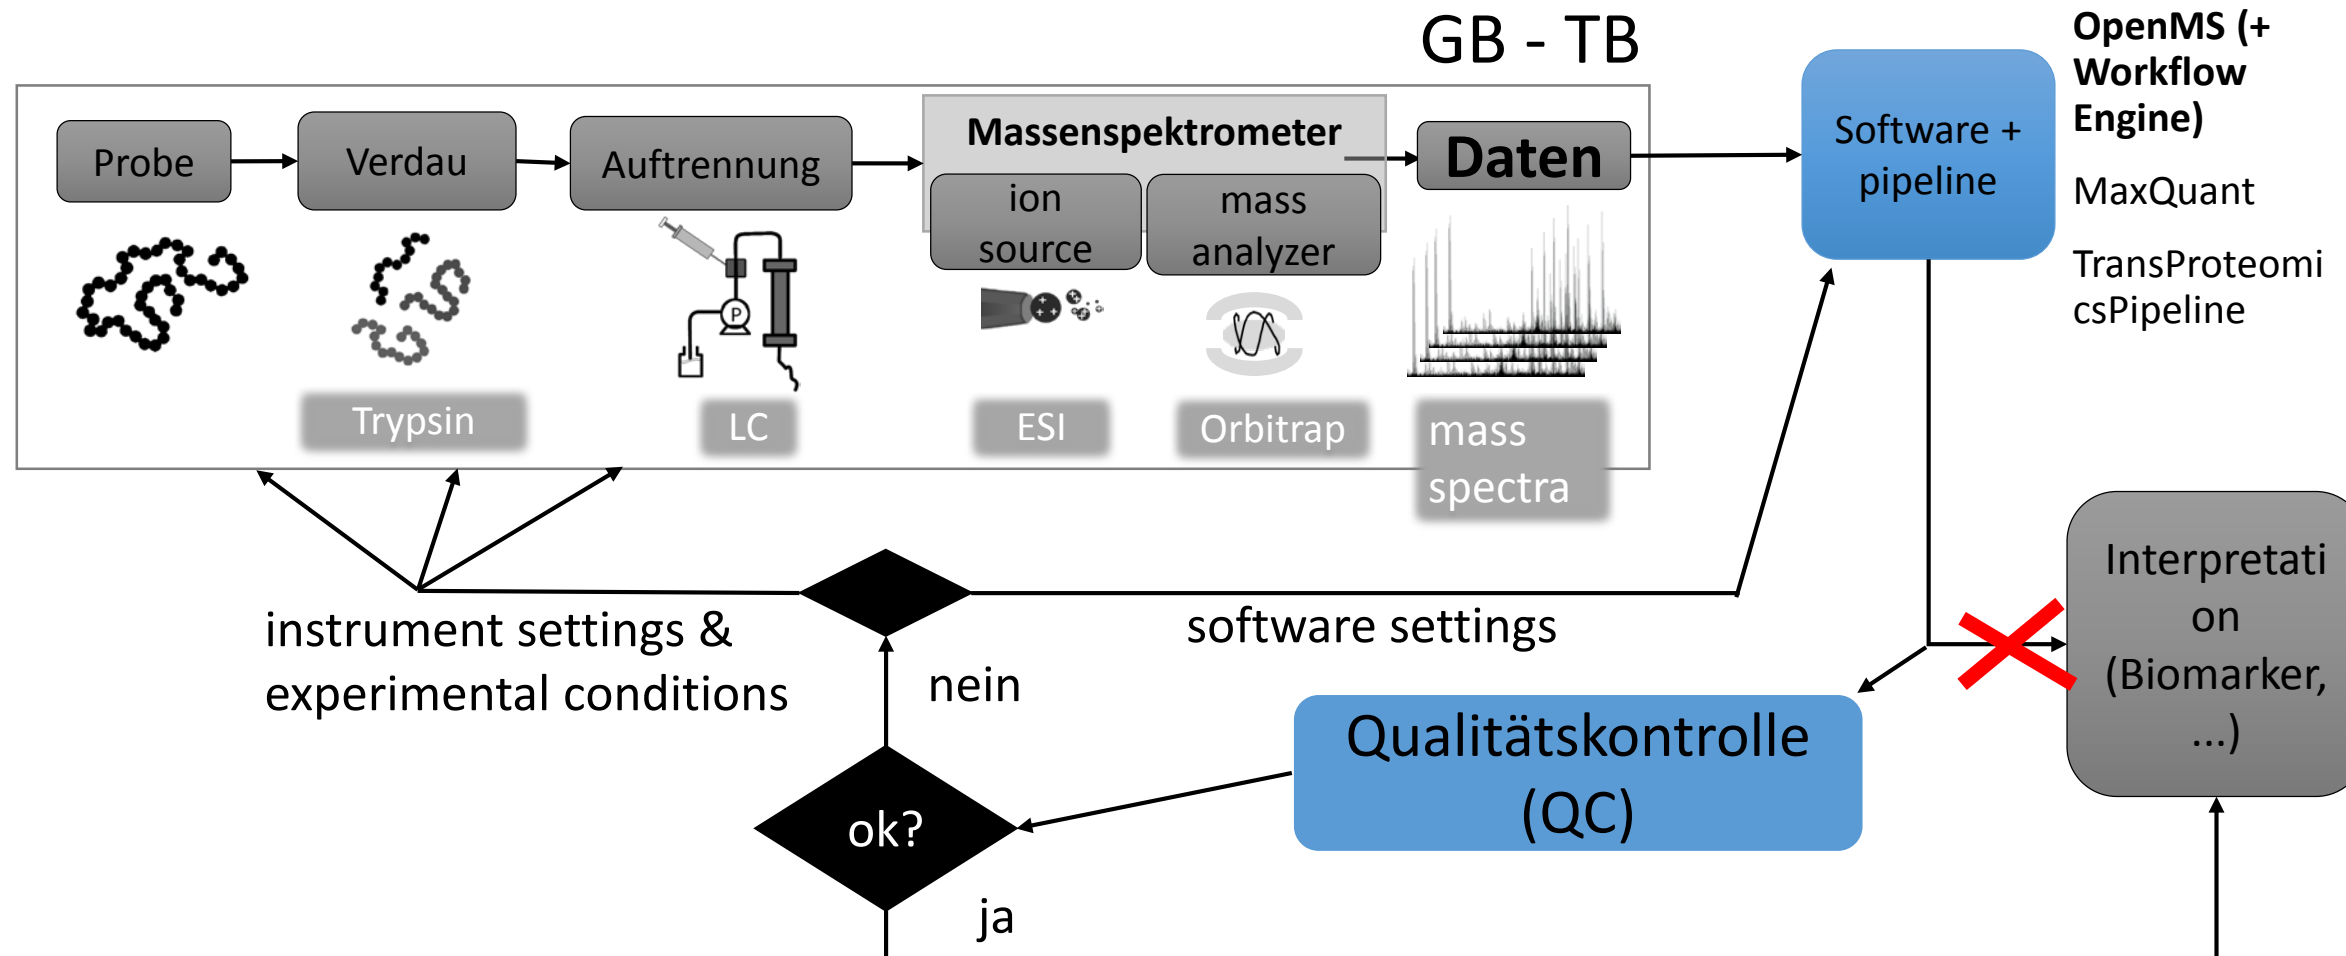 GB - TB
OpenMS (+
Workflow
Engine)
MaxQuant
TransProteomi
csPipeline
Probe
Verdau
Auftrennung
Massenspektrometer
ion
source
mass
analyzer
Daten
Software +
pipeline
P
Trypsin
LC
ESI
Orbitrap
mass
spectra
instrument settings &
experimental conditions
software settings
nein
Interpretati
on
(Biomarker,
...)
Qualitätskontrolle
(QC)
ok?
ja